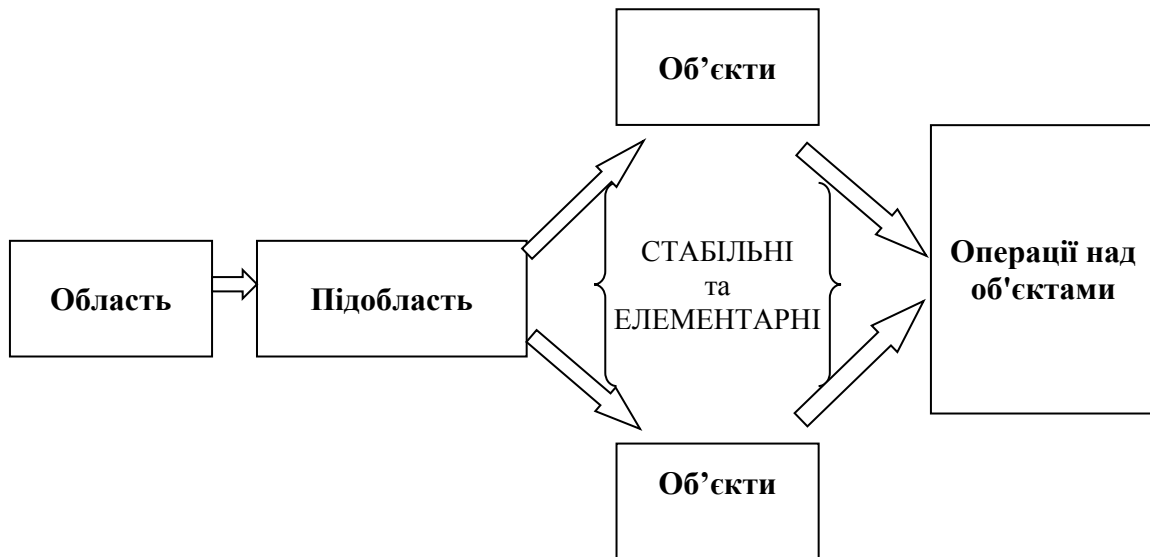 Об’єкти
Область
Підобласть
СТАБІЛЬНІ
та
ЕЛЕМЕНТАРНІ
Операції над
об'єктами
Об’єкти